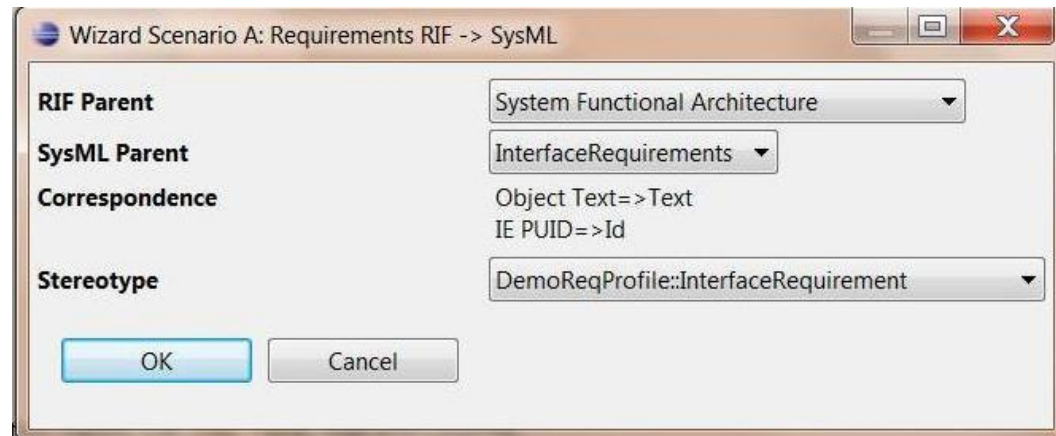 Wizard Scenario A: Requirements RIF -> SysML
RIF Parent System Functional Architecture
SysML Parent InterfaceRequirements
Correspondence Object Text=>Text
IE PUID=>Id
Stereotype DemoReqProfile::InterfaceRequirement
OK Cancel